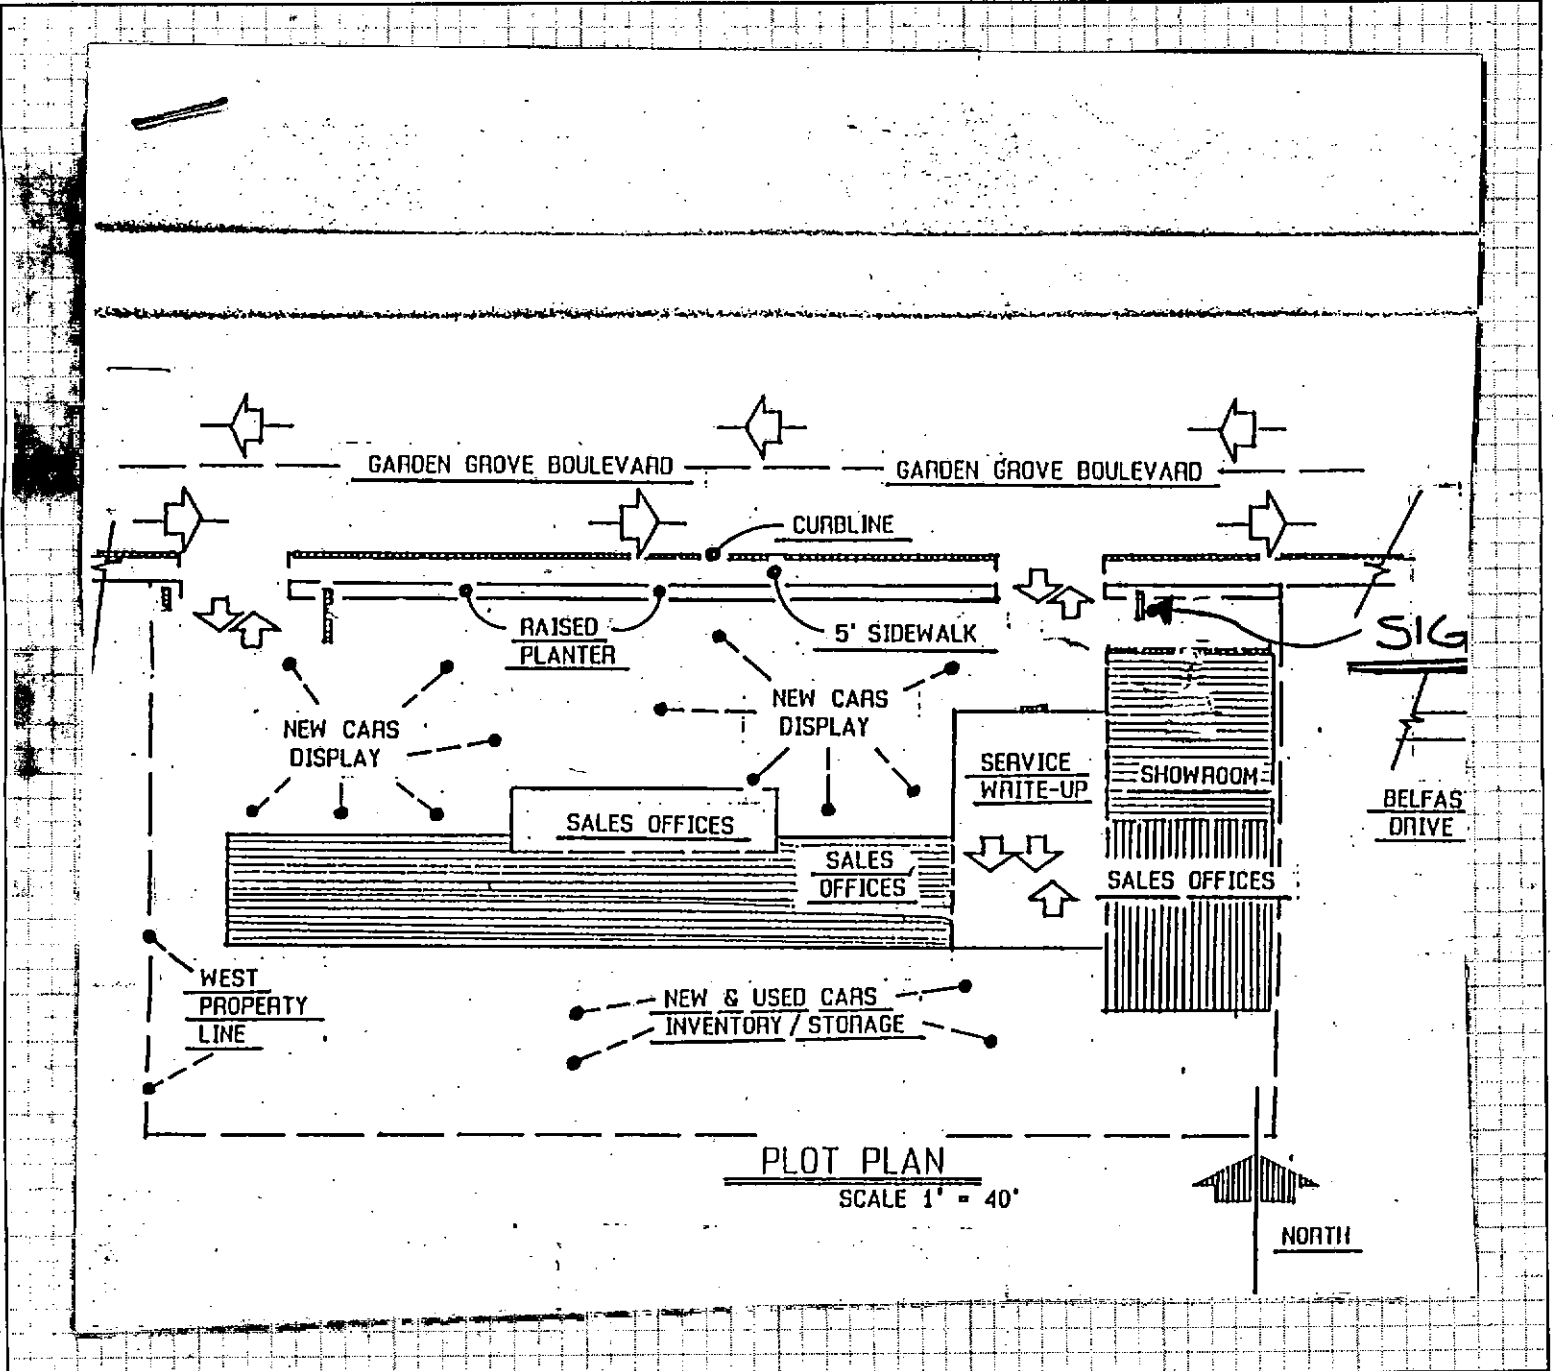 GARDEN GROVE BOULEVARD
GARDEN GROVE BOULEVARD
CURBLINE
RAISED
PLANTER
5' SIDEWALK
SIG
NEW CARS
DISPLAY
NEW CARS
DISPLAY
SERVICE
WRITE-UP
SHOWROOM
BELFAS
DRIVE
SALES OFFICES
SALES
OFFICES
SALES OFFICES
WEST
PROPERTY
LINE
NEW & USED CARS
INVENTORY / STORAGE
PLOT PLAN
SCALE 1' = 40'
NORTH